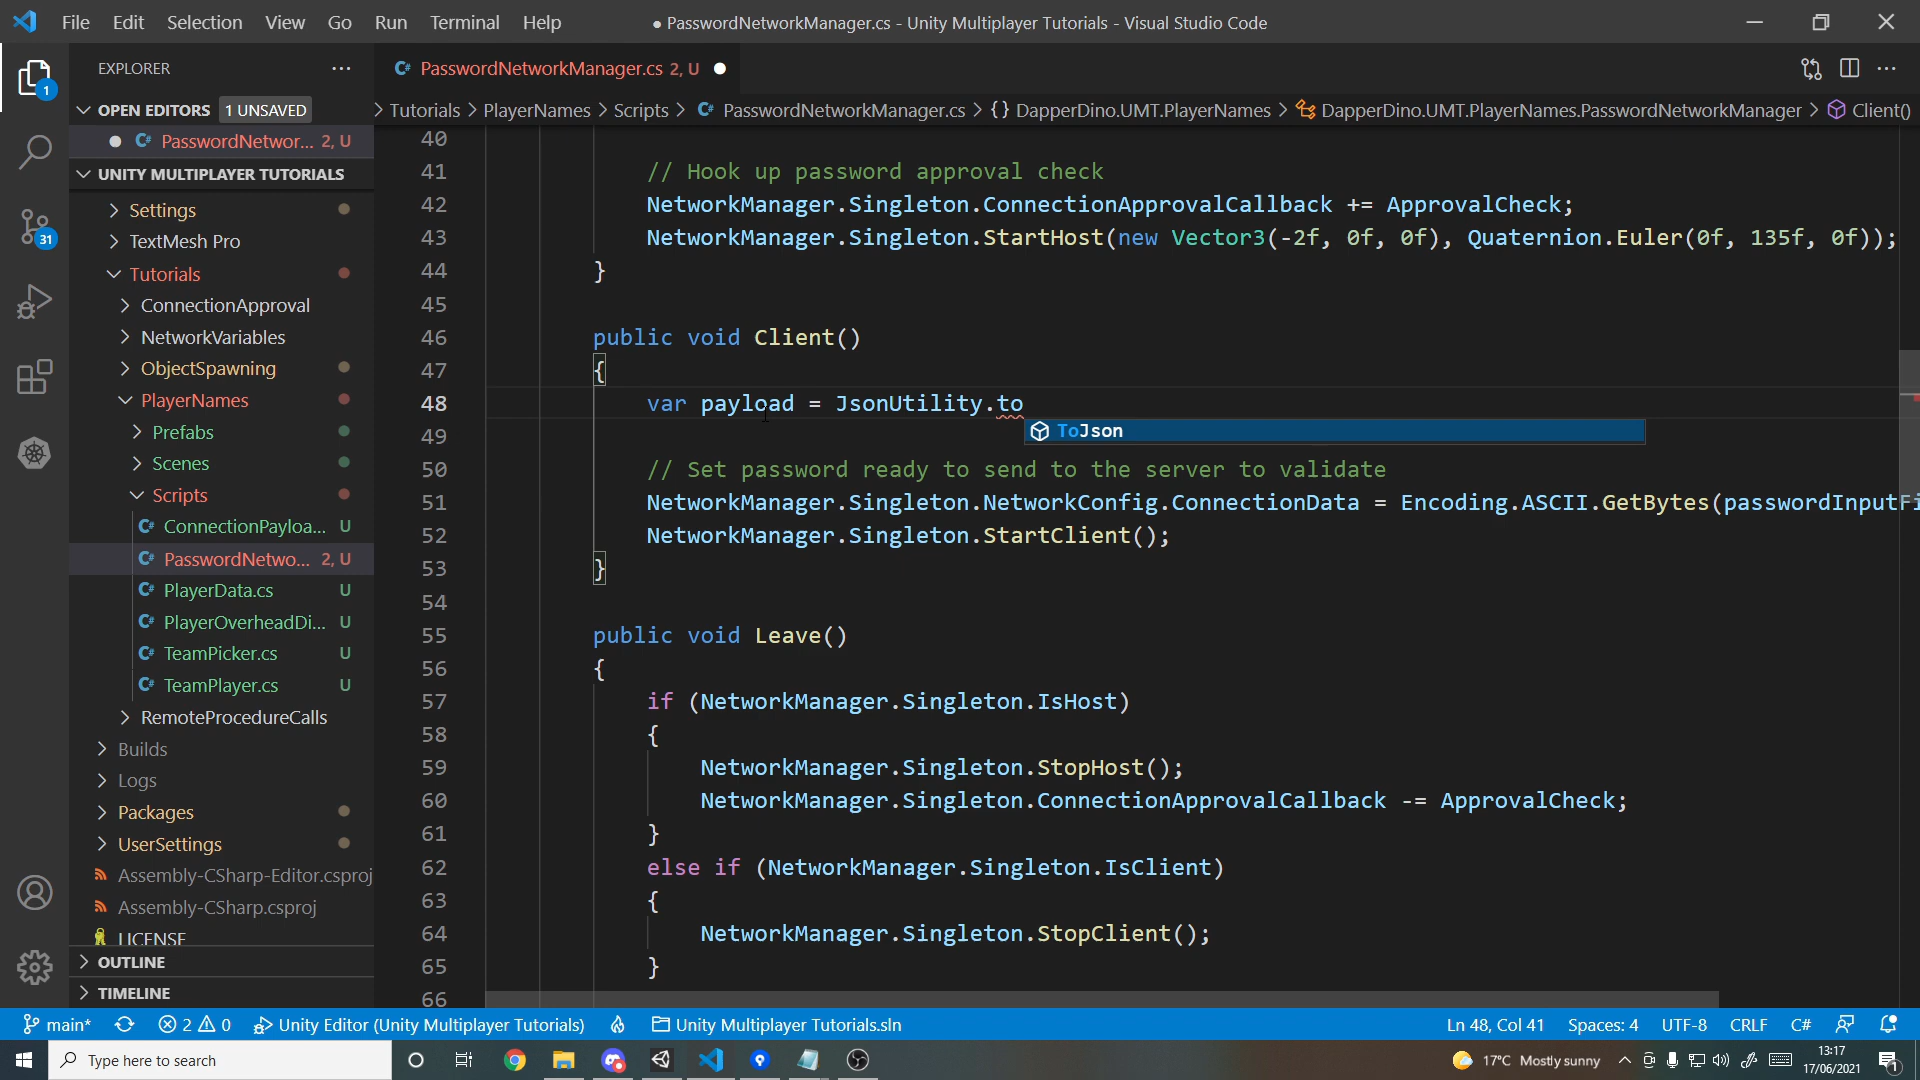 File Edit Selection View Go Run Terminal Help
● PasswordNetworkManager.cs - Unity Multiplayer Tutorials - Visual Studio Code
EXPLORER
OPEN EDITORS 1 UNSAVED
PasswordNetwor... 2, U
UNITY MULTIPLAYER TUTORIALS
Settings
TextMesh Pro
Tutorials
ConnectionApproval
NetworkVariables
ObjectSpawning
PlayerNames
Prefabs
Scenes
Scripts
ConnectionPayloa... U
PasswordNetwo... 2, U
PlayerData.cs U
PlayerOverheadDi... U
TeamPicker.cs U
TeamPlayer.cs U
RemoteProcedureCalls
Builds
Logs
Packages
UserSettings
Assembly-CSharp-Editor.csproj
Assembly-CSharp.csproj
LICENSE
OUTLINE
TIMELINE
1
31
PasswordNetworkManager.cs 2, U
> Tutorials > PlayerNames > Scripts > PasswordNetworkManager.cs > {} DapperDino.UMT.PlayerNames > DapperDino.UMT.PlayerNames.PasswordNetworkManager > Client()
40
41 // Hook up password approval check
42 NetworkManager.Singleton.ConnectionApprovalCallback += ApprovalCheck;
43 NetworkManager.Singleton.StartHost(new Vector3(-2f, 0f, 0f), Quaternion.Euler(0f, 135f, 0f));
44 }
45
46 public void Client()
47 {
48 var payload = JsonUtility.to
ToJson
49
50 // Set password ready to send to the server to validate
51 NetworkManager.Singleton.NetworkConfig.ConnectionData = Encoding.ASCII.GetBytes(passwordInputFi
52 NetworkManager.Singleton.StartClient();
53 }
54
55 public void Leave()
56 {
57 if (NetworkManager.Singleton.IsHost)
58 {
59 NetworkManager.Singleton.StopHost();
60 NetworkManager.Singleton.ConnectionApprovalCallback -= ApprovalCheck;
61 }
62 else if (NetworkManager.Singleton.IsClient)
63 {
64 NetworkManager.Singleton.StopClient();
65 }
66
main* 2 0 Unity Editor (Unity Multiplayer Tutorials) Unity Multiplayer Tutorials.sln Ln 48, Col 41 Spaces: 4 UTF-8 CRLF C#
Type here to search
17°C Mostly sunny
13:17
17/06/2021
1